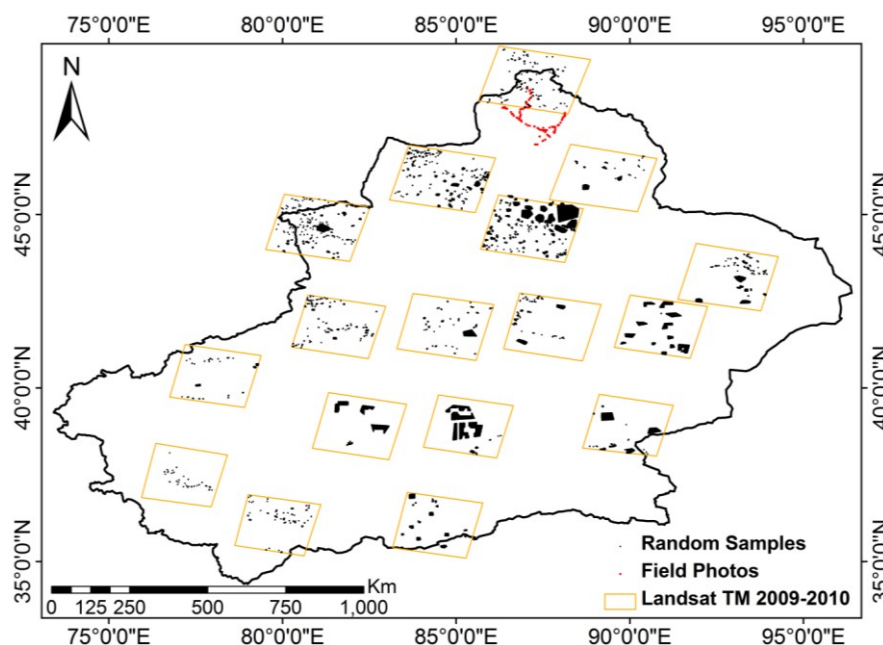 75°0'0"E 80°0'0"E 85°0'0"E 90°0'0"E 95°0'0"E
N
45°0'0"N 45°0'0"N
40°0'0"N 40°0'0"N
35°0'0"N 35°0'0"N
Random Samples
Field Photos
Landsat TM 2009-2010
Km
0 125 250 500 750 1,000
75°0'0"E 80°0'0"E 85°0'0"E 90°0'0"E 95°0'0"E